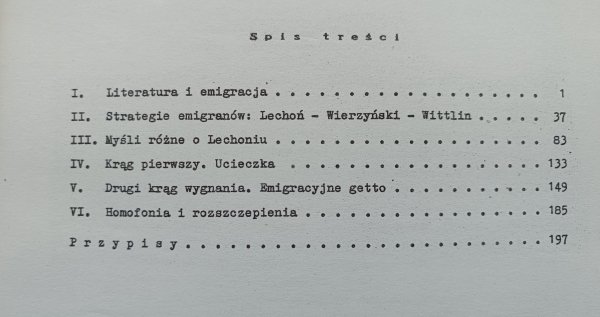 Spis treści
I. Literatura i emigracja . . . . . . . . . . . . . . . . . . . . 1
II. Strategie emigranów: Lechoń - Wierzyński - Wittlin . . . . . 37
III. Myśli różne o Lechoniu . . . . . . . . . . . . . . . . . . . . 83
IV. Krąg pierwszy. Ucieczka . . . . . . . . . . . . . . . . . . . 133
V. Drugi krąg wygnania. Emigracyjne getto . . . . . . . . . . . 149
VI. Homofonia i rozszczepienia . . . . . . . . . . . . . . . . . . 185
Przypisy . . . . . . . . . . . . . . . . . . . . . . . . . . . 197